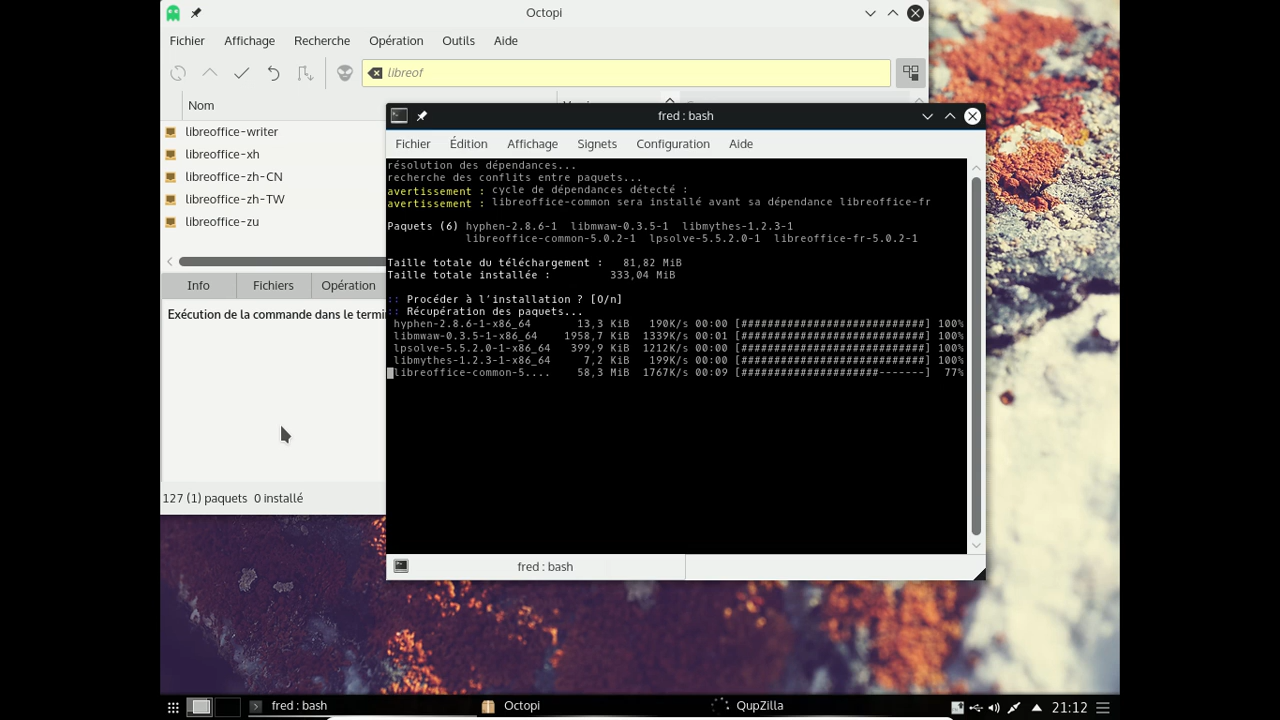 Octopi
Fichier Affichage Recherche Opération Outils Aide
libreof
Nom
libreoffice-writer
libreoffice-xh
libreoffice-zh-CN
libreoffice-zh-TW
libreoffice-zu
Info Fichiers Opération
Exécution de la commande dans le
127 (1) paquets 0 installé
fred : bash
Fichier Édition Affichage Signets Configuration Aide
résolution des dépendances...
recherche des conflits entre paquets...
avertissement : cycle de dépendances détecté :
avertissement : libreoffice-common sera installé avant sa dépendance libreoffice-fr
Paquets (6) hyphen-2.8.6-1 libmwaw-0.3.5-1 libmythes-1.2.3-1
libreoffice-common-5.0.2-1 lpsolve-5.5.2.0-1 libreoffice-fr-5.0.2-1
Taille totale du téléchargement : 81,82 MiB
Taille totale installée : 333,04 MiB
:: Procéder à l’installation ? [O/n]
:: Récupération des paquets...
hyphen-2.8.6-1-x86_64 13,3 KiB 190K/s 00:00 [############################] 100%
libmwaw-0.3.5-1-x86_64 1958,7 KiB 1339K/s 00:01 [############################] 100%
lpsolve-5.5.2.0-1-x86_64 399,9 KiB 1212K/s 00:00 [############################] 100%
libmythes-1.2.3-1-x86_64 7,2 KiB 199K/s 00:00 [############################] 100%
libreoffice-common-5.... 58,3 MiB 1767K/s 00:09 [#####################-------] 77%
fred : bash
fred : bash Octopi QupZilla 21:12